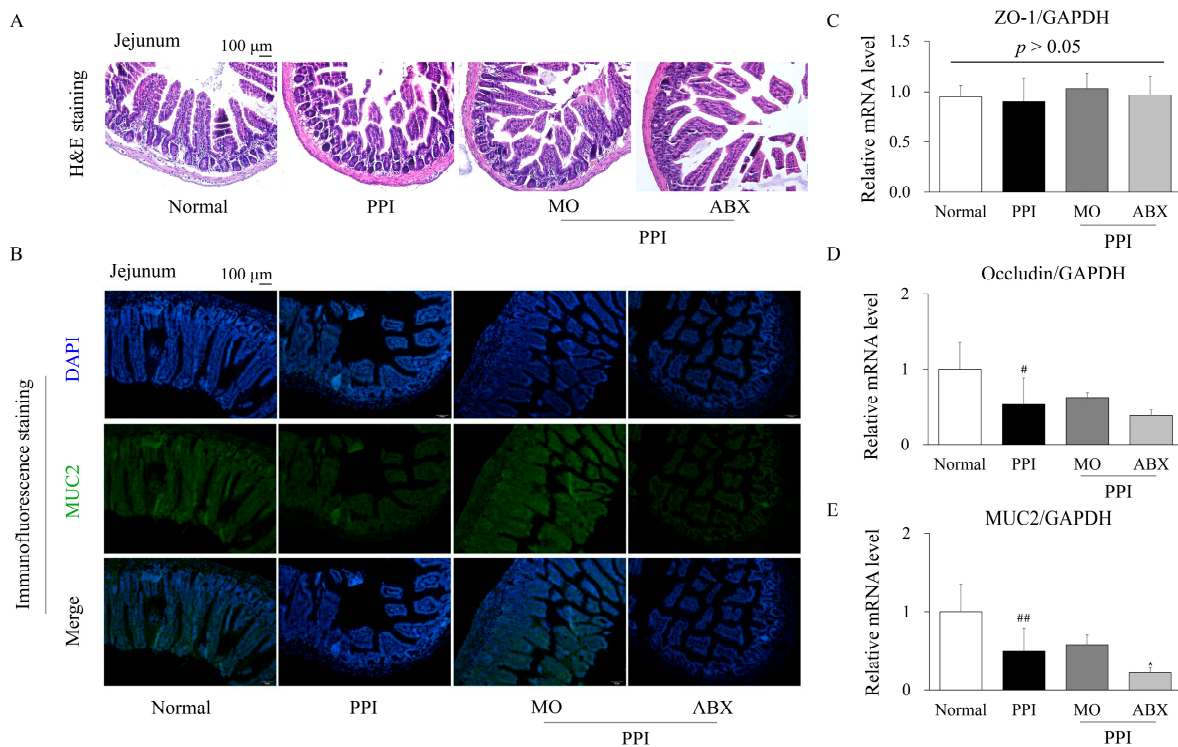 A
Jejunum
100 μm
H&E staining
Normal
PPI
MO
ABX
PPI
B
Jejunum
100 μm
Immunofluorescence staining
DAPI
MUC2
Merge
Normal
PPI
MO
ABX
PPI
C
ZO-1/GAPDH
p > 0.05
Relative mRNA level
1.5
1.0
0.5
0.0
Normal
PPI
MO
ABX
PPI
D
Occludin/GAPDH
Relative mRNA level
2
1
0
#
Normal
PPI
MO
ABX
PPI
E
MUC2/GAPDH
Relative mRNA level
2
1
0
##
*
Normal
PPI
MO
ABX
PPI